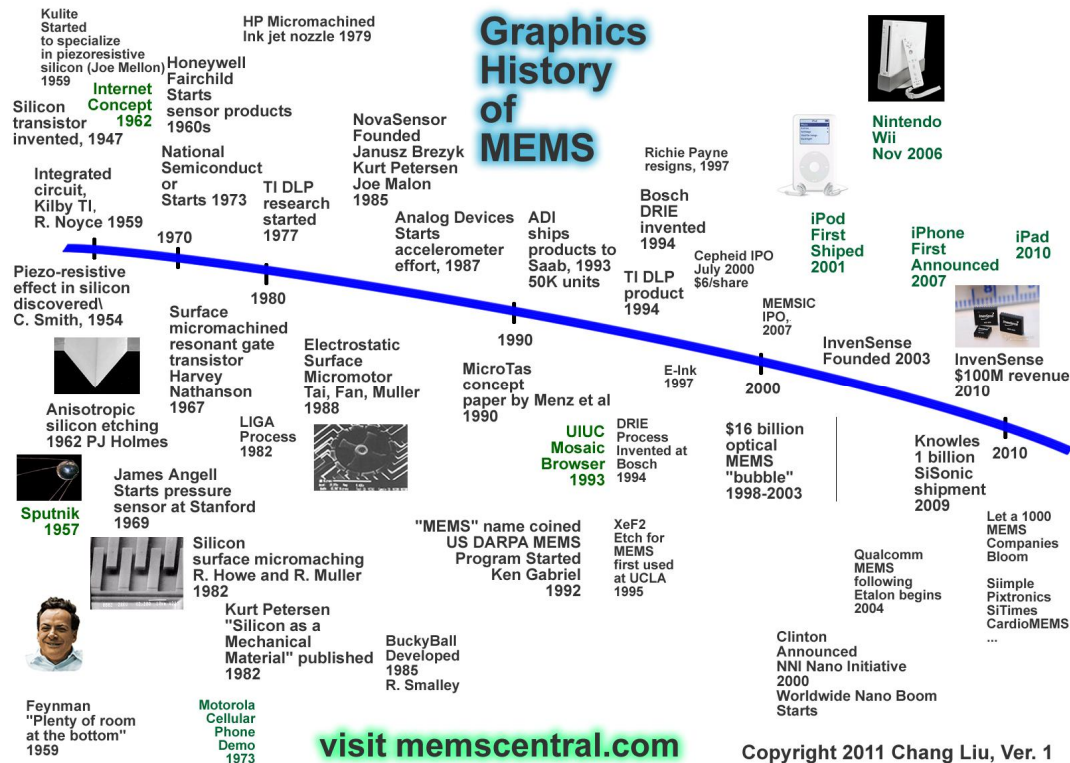 Kulite
Started
to specialize
in piezoresistive
silicon (Joe Mellon)
1959
HP Micromachined
Ink jet nozzle 1979
Graphics
History
of
MEMS
Internet
Concept
1962
Honeywell
Fairchild
Starts
sensor products
1960s
Silicon
transistor
invented, 1947
NovaSensor
Founded
Janusz Brezyk
Kurt Petersen
Joe Malon
1985
Nintendo
Wii
Nov 2006
Integrated
circuit,
Kilby TI,
R. Noyce 1959
National
Semiconduct
or
Starts 1973
TI DLP
research
started
1977
Richie Payne
resigns, 1997
Bosch
DRIE
invented
1994
Analog Devices
Starts
accelerometer
effort, 1987
ADI
ships
products to
Saab, 1993
50K units
iPod
First
Shiped
2001
iPhone
First
Announced
2007
iPad
2010
1970
Piezo-resistive
effect in silicon
discovered\
C. Smith, 1954
1980
TI DLP
product
1994
Cepheid IPO
July 2000
$6/share
MEMSIC
IPO,
2007
Surface
micromachined
resonant gate
transistor
Harvey
Nathanson
1967
Electrostatic
Surface
Micromotor
Tai, Fan, Muller
1988
1990
MicroTas
concept
paper by Menz et al
1990
E-Ink
1997
2000
InvenSense
Founded 2003
InvenSense
$100M revenue
2010
Anisotropic
silicon etching
1962 PJ Holmes
LIGA
Process
1982
UIUC
Mosaic
Browser
1993
DRIE
Process
Invented at
Bosch
1994
$16 billion
optical
MEMS
"bubble"
1998-2003
Knowles
1 billion
SiSonic
shipment
2009
2010
Sputnik
1957
James Angell
Starts pressure
sensor at Stanford
1969
"MEMS" name coined
US DARPA MEMS
Program Started
Ken Gabriel
1992
XeF2
Etch for
MEMS
first used
at UCLA
1995
Let a 1000
MEMS
Companies
Bloom
Siimple
Pixtronics
SiTimes
CardioMEMS
...
Silicon
surface micromaching
R. Howe and R. Muller
1982
Qualcomm
MEMS
following
Etalon begins
2004
Kurt Petersen
"Silicon as a
Mechanical
Material" published
1982
BuckyBall
Developed
1985
R. Smalley
Clinton
Announced
NNI Nano Initiative
2000
Worldwide Nano Boom
Starts
Feynman
"Plenty of room
at the bottom"
1959
Motorola
Cellular
Phone
Demo
1973
visit memscentral.com
Copyright 2011 Chang Liu, Ver. 1